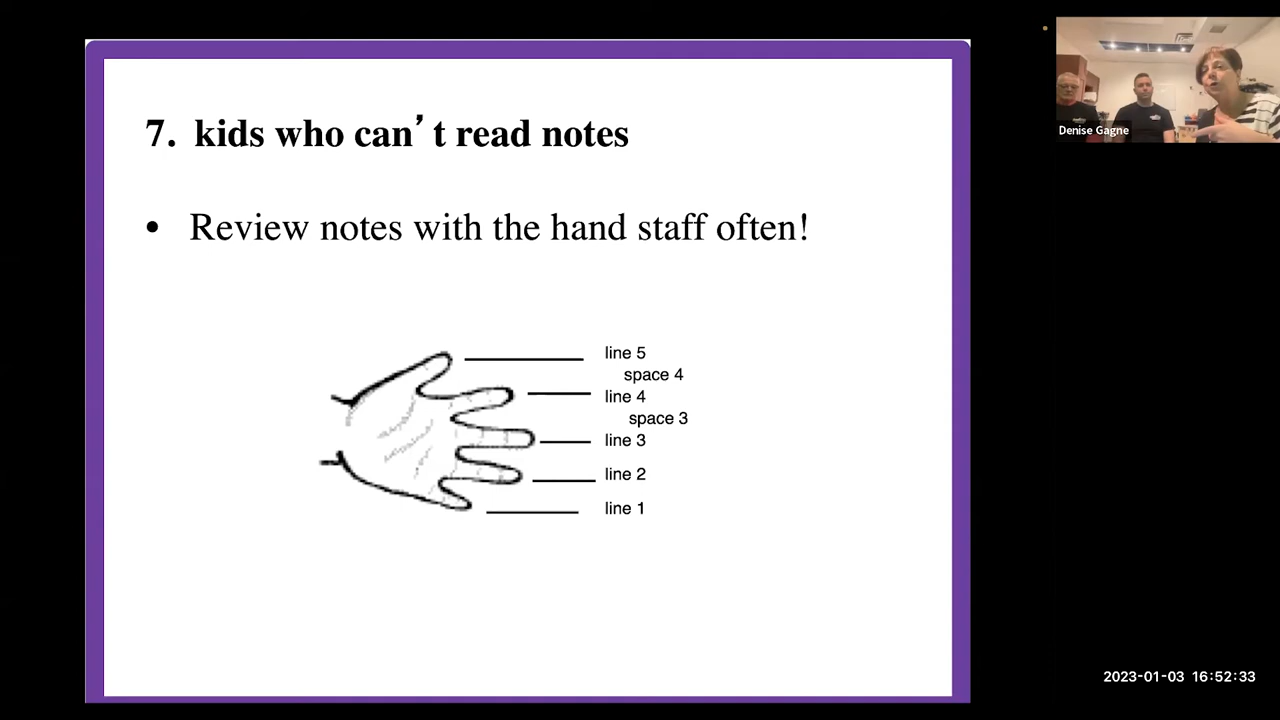 7. kids who can’t read notes
• Review notes with the hand staff often!
line 5
space 4
line 4
space 3
line 3
line 2
line 1
Denise Gagne
2023-01-03 16:52:33